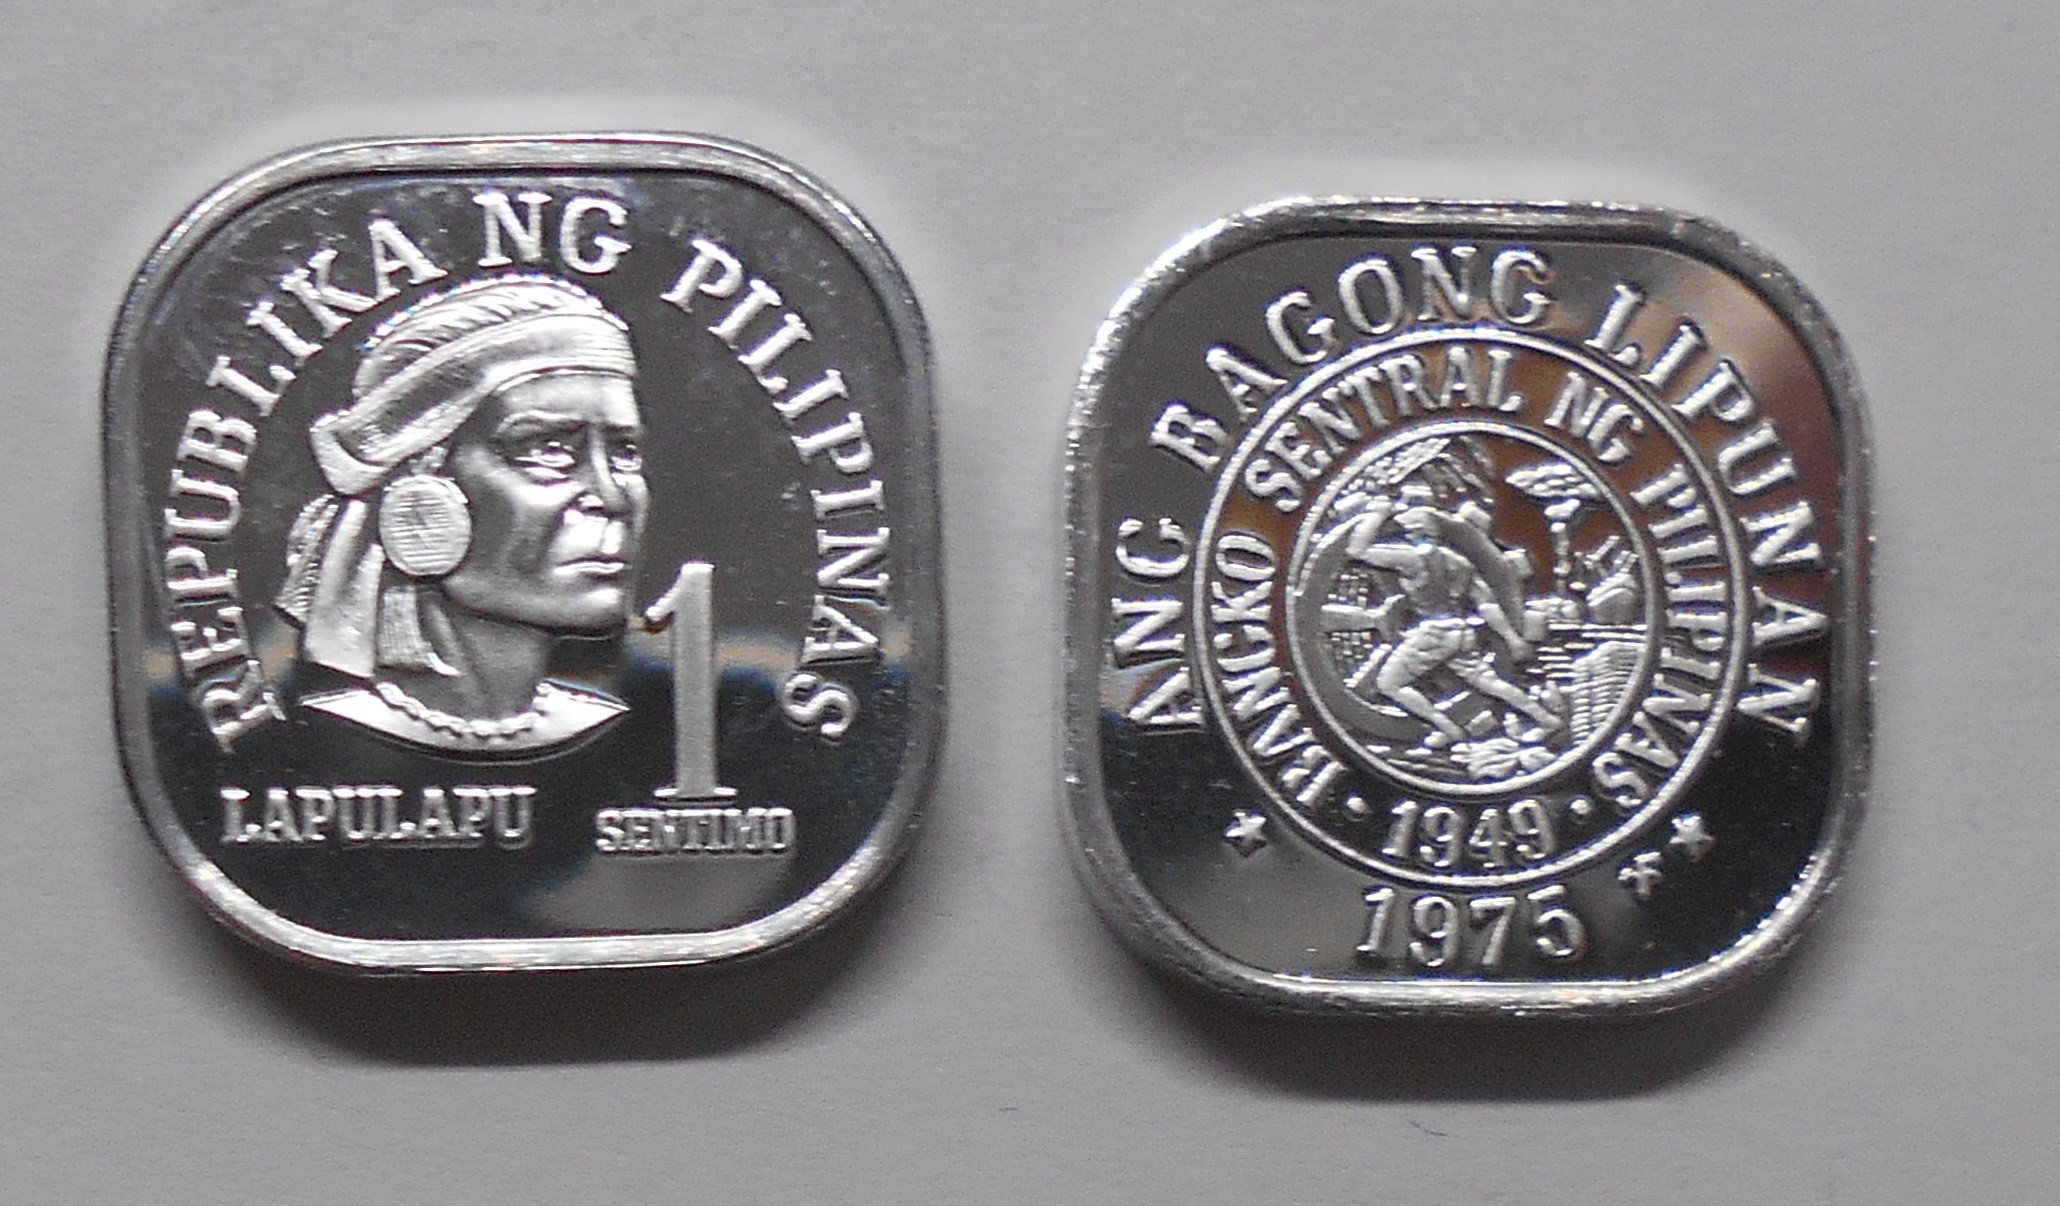 REPUBLIKA NG PILIPINAS
1
LAPULAPU
SENTIMO
ANG BAGONG LIPUNAN
BANGKO SENTRAL NG PILIPINAS
· 1949 ·
1975